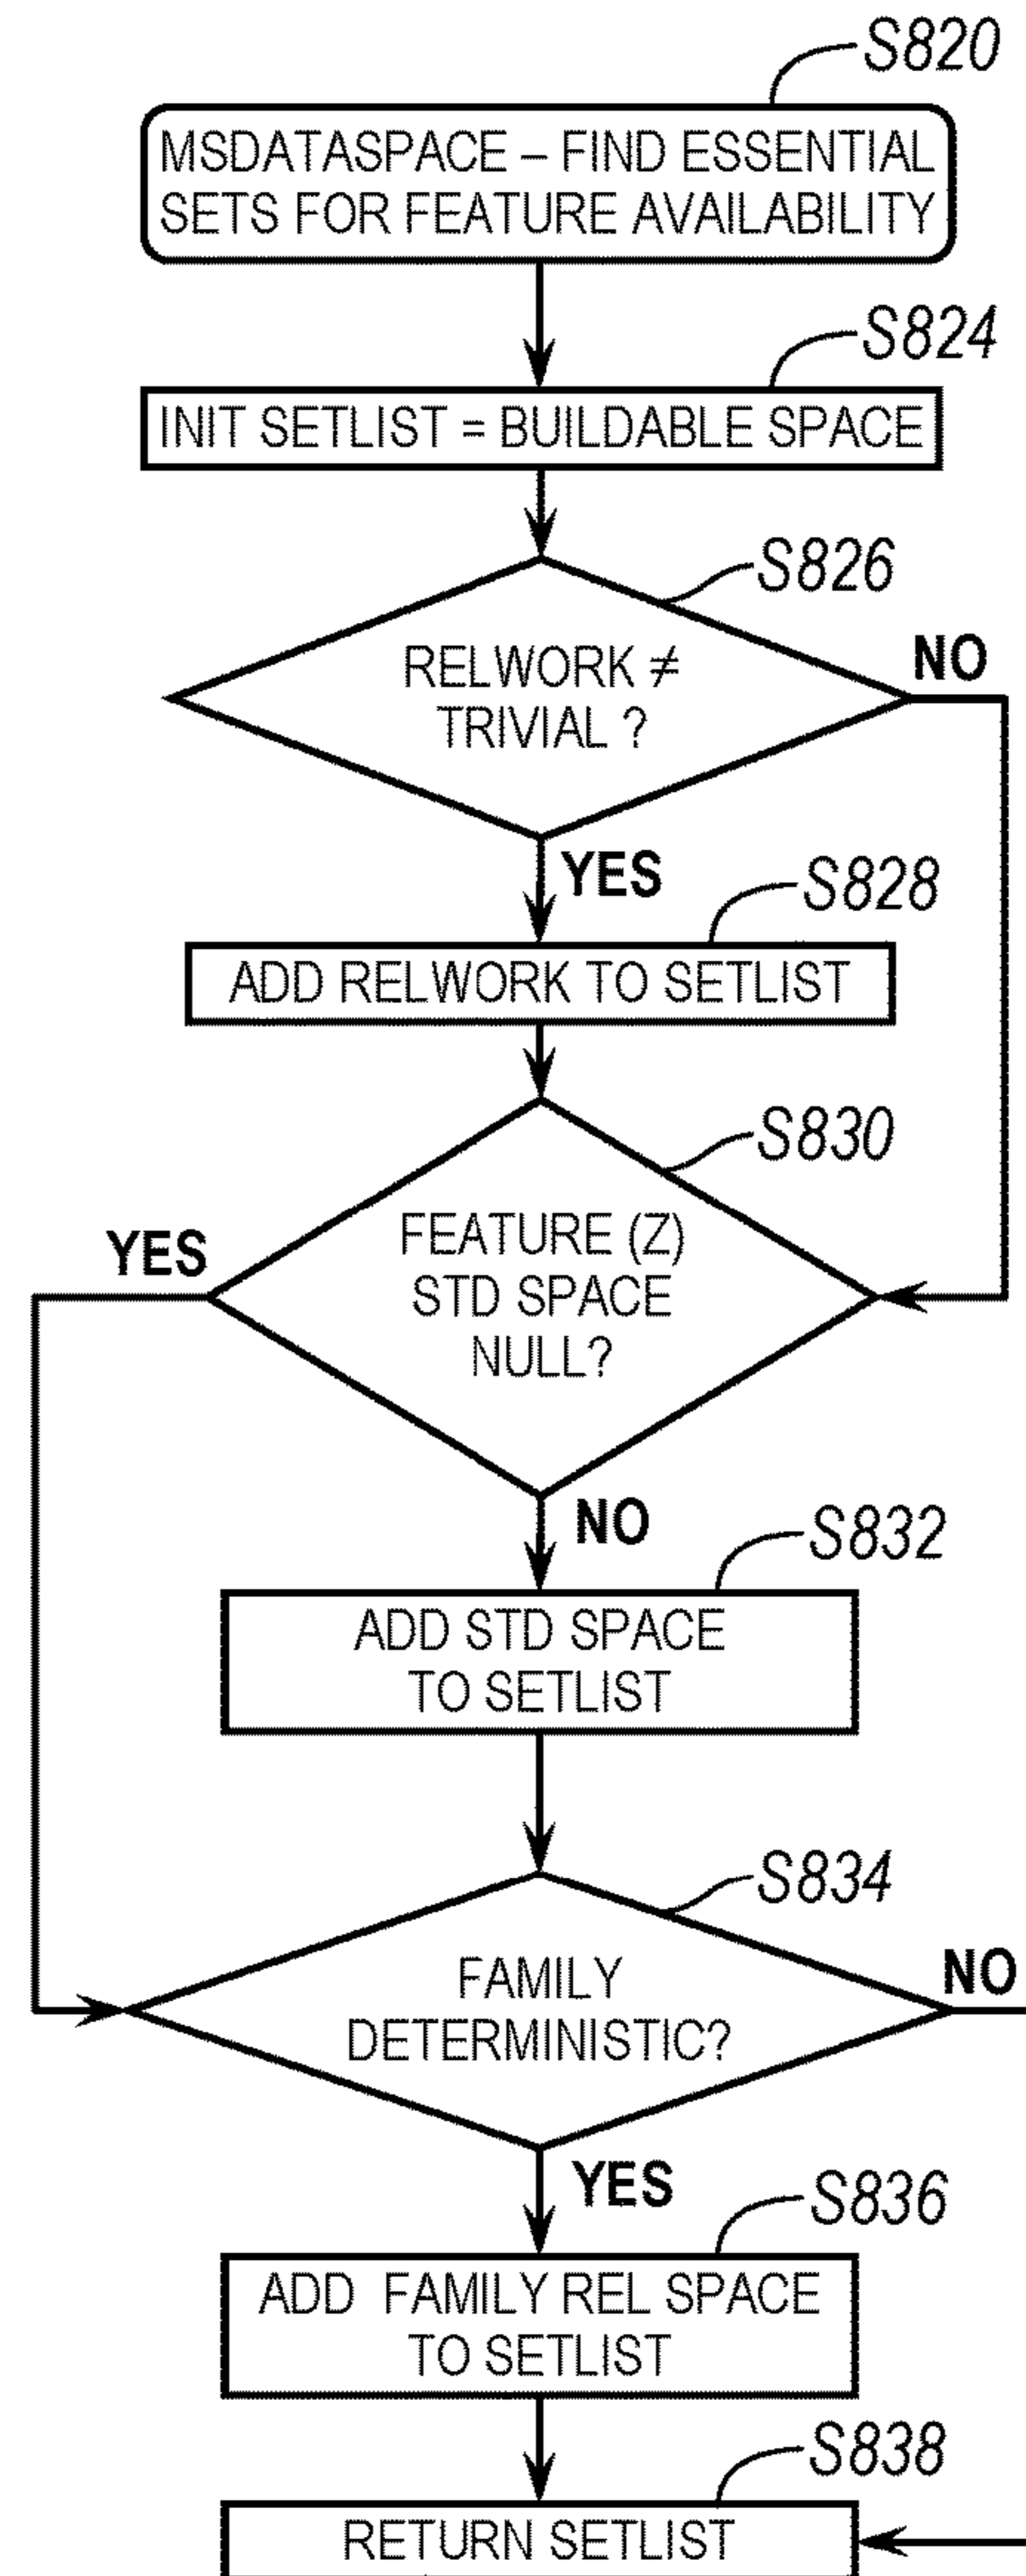 S820
MSDATASPACE – FIND ESSENTIAL
SETS FOR FEATURE AVAILABILITY
S824
INIT SETLIST = BUILDABLE SPACE
S826
RELWORK ≠
TRIVIAL ?
NO
YES
S828
ADD RELWORK TO SETLIST
S830
FEATURE (Z)
STD SPACE
NULL?
YES
NO
S832
ADD STD SPACE
TO SETLIST
S834
FAMILY
DETERMINISTIC?
NO
YES
S836
ADD FAMILY REL SPACE
TO SETLIST
S838
RETURN SETLIST